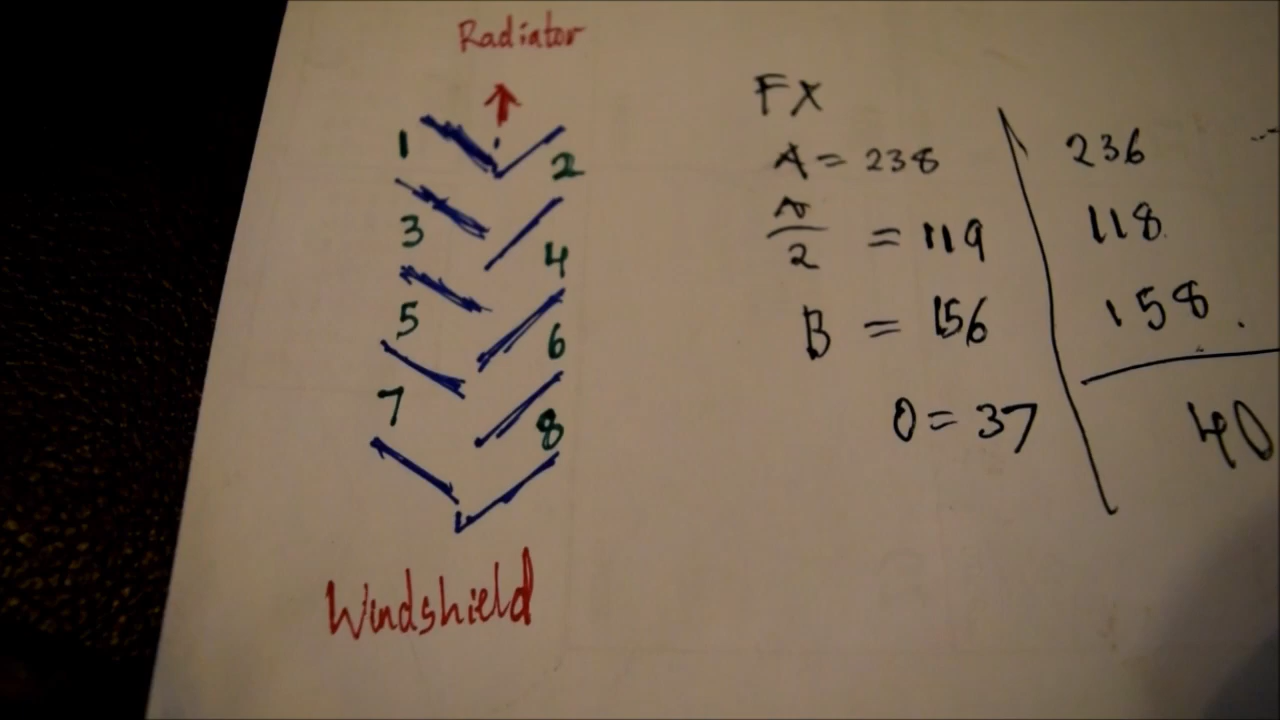 Radiator
1
2
3
4
5
6
7
8
Windshield
FX
A = 238
A/2 = 119
B = 156
O = 37
236
118
158.
40